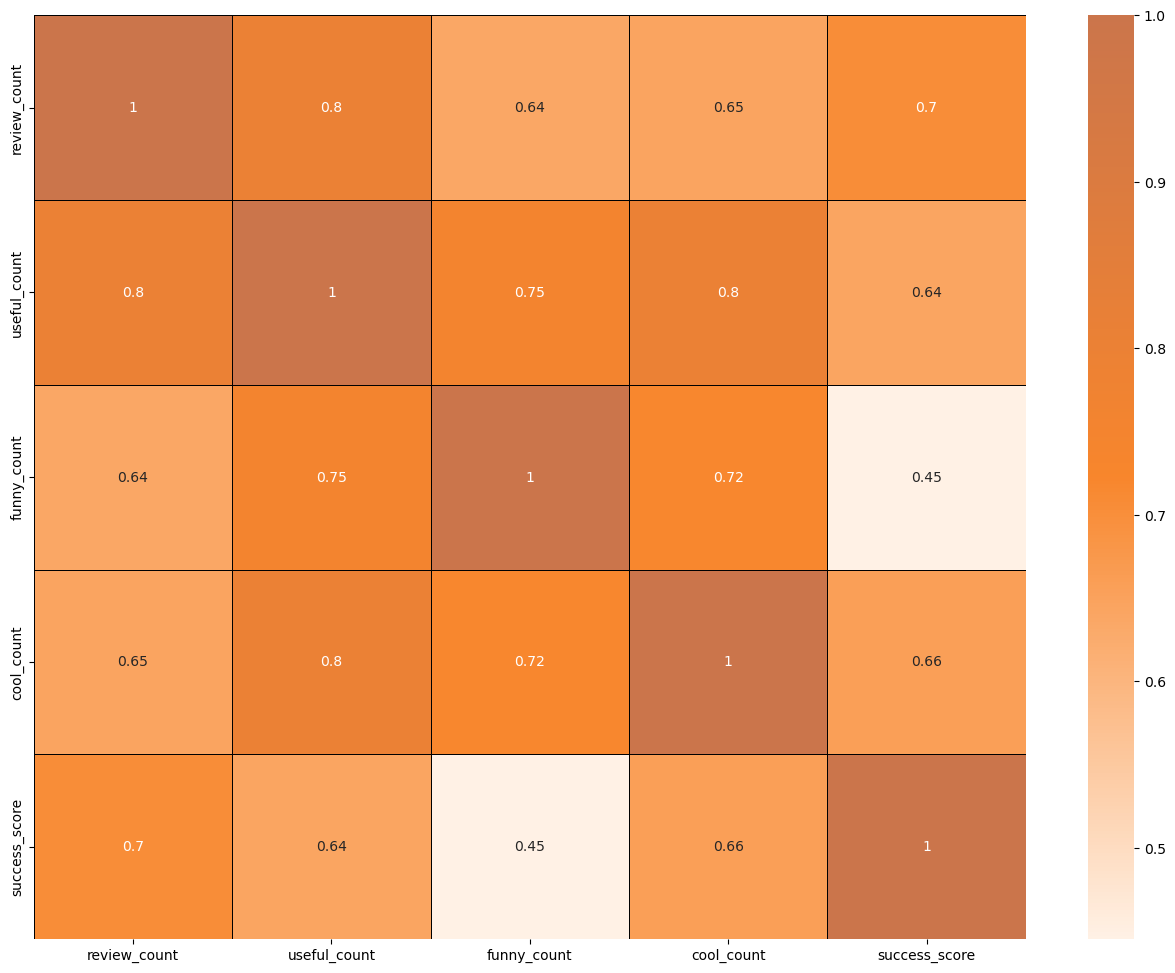 review_count 1 0.8 0.64 0.65 0.7
useful_count 0.8 1 0.75 0.8 0.64
funny_count 0.64 0.75 1 0.72 0.45
cool_count 0.65 0.8 0.72 1 0.66
success_score 0.7 0.64 0.45 0.66 1
review_count useful_count funny_count cool_count success_score
1.0
0.9
0.8
0.7
0.6
0.5